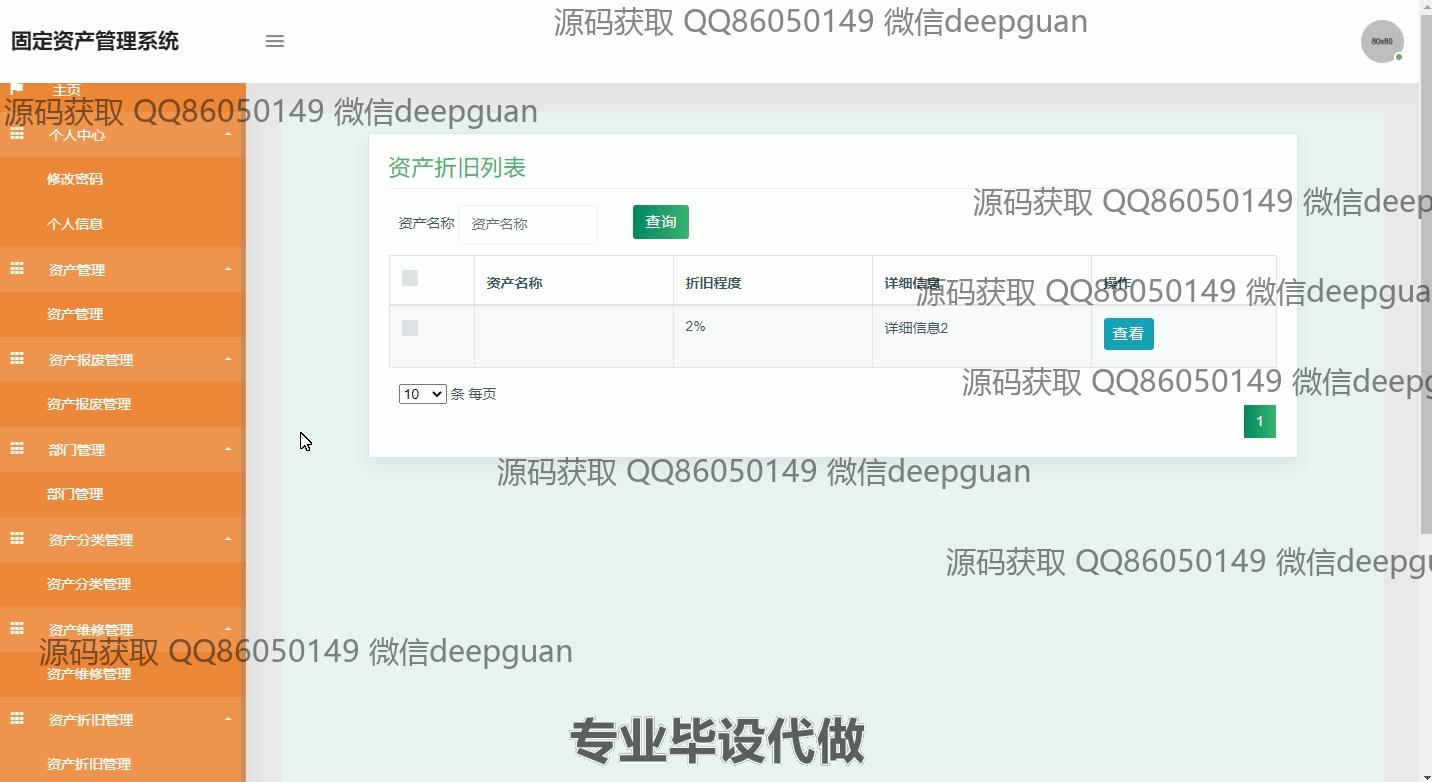 源码获取 QQ86050149 微信deepguan
固定资产管理系统
80x80
主页
源码获取 QQ86050149 微信deepguan
个人中心
修改密码
个人信息
资产管理
资产管理
资产报废管理
资产报废管理
部门管理
部门管理
资产分类管理
资产分类管理
资产维修管理
源码获取 QQ86050149 微信deepguan
资产维修管理
资产折旧管理
资产折旧管理
资产折旧列表
源码获取 QQ86050149 微信deep
资产名称 资产名称 查询
资产名称 折旧程度 详细信息 操作
源码获取 QQ86050149 微信deepgua
2% 详细信息2 查看
源码获取 QQ86050149 微信deepg
10 条 每页
1
源码获取 QQ86050149 微信deepguan
源码获取 QQ86050149 微信deepgu
专业毕设代做